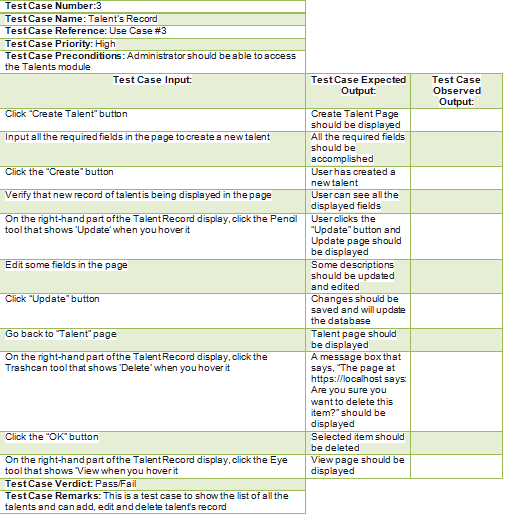 Test Case Number:3
Test Case Name: Talent's Record
Test Case Reference: Use Case #3
Test Case Priority: High
Test Case Preconditions: Administrator should be able to access
the Talents module
Test Case Input:
Test Case Expected
Output:
Test Case
Observed
Output:
Click "Create Talent" button
Create Talent Page
should be displayed
Input all the required fields in the page to create a new talent
All the required fields
should be
accomplished
Click the "Create" button
User has created a
new talent
Verify that new record of talent is being displayed in the page
User can see all the
displayed fields
On the right-hand part of the Talent Record display, click the Pencil
tool that shows 'Update' when you hover it
User clicks the
"Update" button and
Update page should
be displayed
Edit some fields in the page
Some descriptions
should be updated
and edited
Click "Update" button
Changes should be
saved and will update
the database
Go back to "Talent" page
Talent page should
be displayed
On the right-hand part of the Talent Record display, click the
Trashcan tool that shows 'Delete' when you hover it
A message box that
says, "The page at
https://localhost says:
Are you sure you
want to delete this
item?" should be
displayed
Click the "OK" button
Selected item should
be deleted
On the right-hand part of the Talent Record display, click the Eye
tool that shows 'View when you hover it
View page should be
displayed
Test Case Verdict: Pass/Fail
Test Case Remarks: This is a test case to show the list of all the
talents and can add, edit and delete talent's record